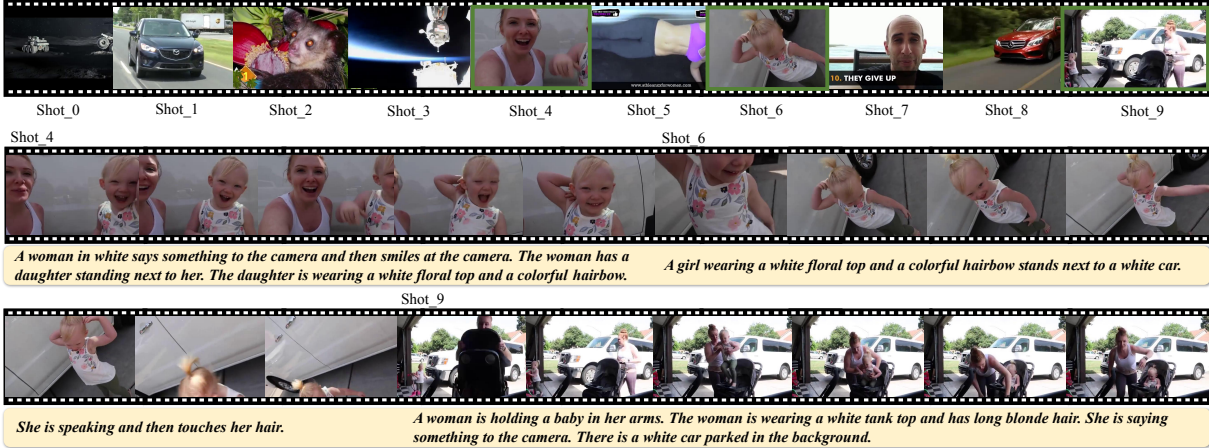 www.athleanxforwomen.com
10. THEY GIVE UP
Shot_0 Shot_1 Shot_2 Shot_3 Shot_4 Shot_5 Shot_6 Shot_7 Shot_8 Shot_9
Shot_4 Shot_6
A woman in white says something to the camera and then smiles at the camera. The woman has a
daughter standing next to her. The daughter is wearing a white floral top and a colorful hairbow.
A girl wearing a white floral top and a colorful hairbow stands next to a white car.
Shot_9
She is speaking and then touches her hair.
A woman is holding a baby in her arms. The woman is wearing a white tank top and has long blonde hair. She is saying
something to the camera. There is a white car parked in the background.